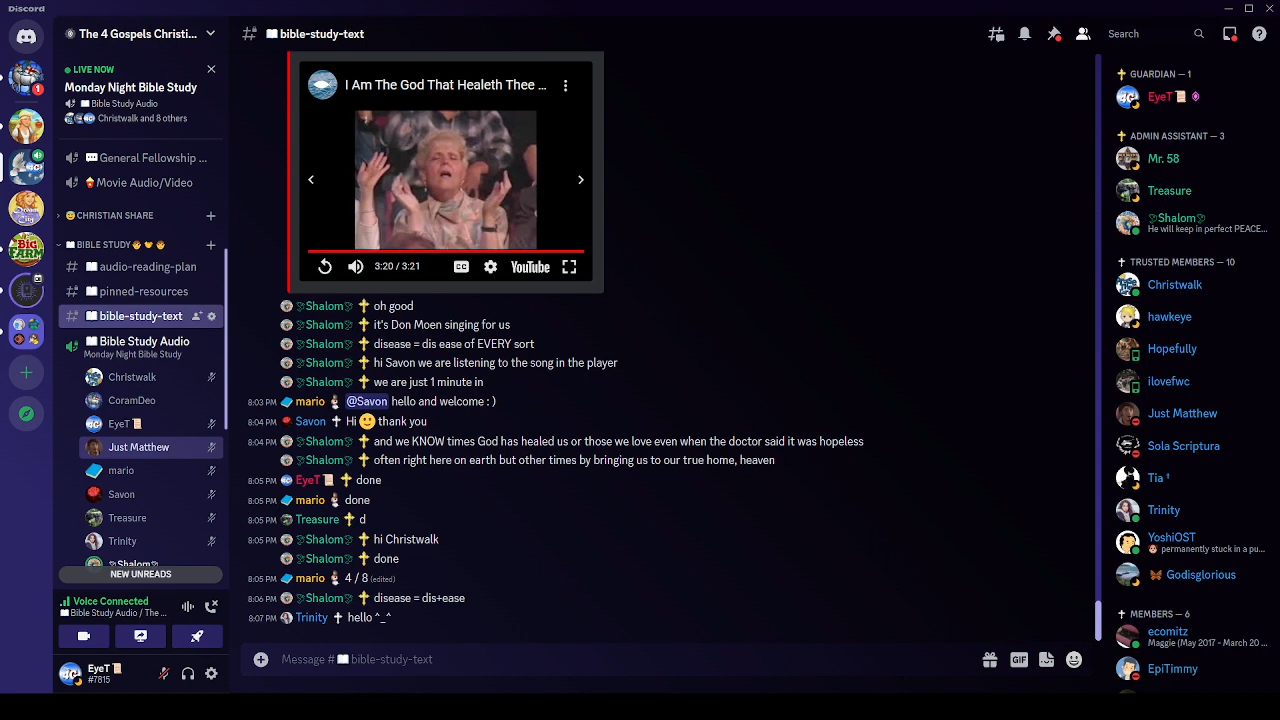 Discord
The 4 Gospels Christi...
LIVE NOW
Monday Night Bible Study
Bible Study Audio
Christwalk and 8 others
General Fellowship ...
Movie Audio/Video
CHRISTIAN SHARE
BIBLE STUDY
audio-reading-plan
pinned-resources
bible-study-text
Bible Study Audio
Monday Night Bible Study
Christwalk
CoramDeo
EyeT
Just Matthew
mario
Savon
Treasure
Trinity
Shalom
NEW UNREADS
Voice Connected
Bible Study Audio / The ...
EyeT
#7815
1
Dream City
BIG FARM
bible-study-text
Search
I Am The God That Healeth Thee ...
3:20 / 3:21
CC
YouTube
Shalom oh good
Shalom it's Don Moen singing for us
Shalom disease = dis ease of EVERY sort
Shalom hi Savon we are listening to the song in the player
Shalom we are just 1 minute in
8:03 PM mario @Savon hello and welcome : )
8:04 PM Savon Hi 🙂 thank you
8:04 PM Shalom and we KNOW times God has healed us or those we love even when the doctor said it was hopeless
Shalom often right here on earth but other times by bringing us to our true home, heaven
8:05 PM EyeT done
8:05 PM mario done
8:05 PM Treasure d
8:05 PM Shalom hi Christwalk
Shalom done
8:05 PM mario 4 / 8 (edited)
8:06 PM Shalom disease = dis+ease
8:07 PM Trinity hello ^_^
Message # bible-study-text
GIF
GUARDIAN — 1
EyeT
ADMIN ASSISTANT — 3
Mr. 58
Treasure
Shalom
He will keep in perfect PEACE...
TRUSTED MEMBERS — 10
Christwalk
hawkeye
Hopefully
ilovefwc
Just Matthew
Sola Scriptura
Tia †
Trinity
YoshiOST
permanently stuck in a pu...
Godisglorious
MEMBERS — 6
ecomitz
Maggie (May 2017 - March 20 ...
EpiTimmy